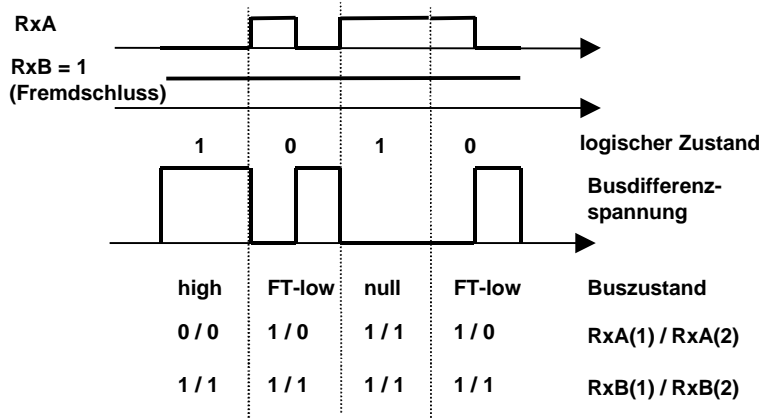 RxA
RxB = 1
(Fremdschluss)
1 0 1 0 logischer Zustand
Busdifferenz-
spannung
high FT-low null FT-low Buszustand
0 / 0 1 / 0 1 / 1 1 / 0 RxA(1) / RxA(2)
1 / 1 1 / 1 1 / 1 1 / 1 RxB(1) / RxB(2)